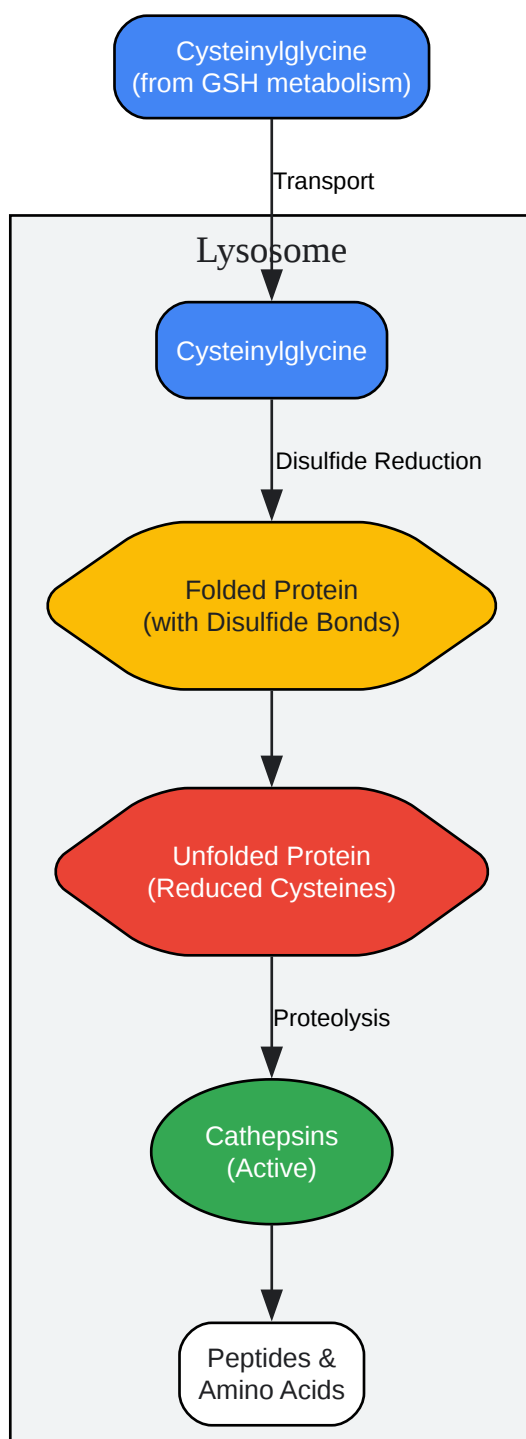 Cysteinylglycine
(from GSH metabolism)
Transport
Lysosome
Cysteinylglycine
Disulfide Reduction
Folded Protein
(with Disulfide Bonds)
Unfolded Protein
(Reduced Cysteines)
Proteolysis
Cathepsins
(Active)
Peptides &
Amino Acids